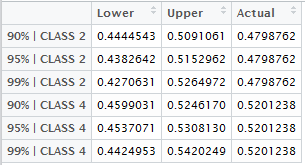 Lower Upper Actual
90% | CLASS 2 0.4444543 0.5091061 0.4798762
95% | CLASS 2 0.4382642 0.5152962 0.4798762
99% | CLASS 2 0.4270631 0.5264972 0.4798762
90% | CLASS 4 0.4599031 0.5246170 0.5201238
95% | CLASS 4 0.4537071 0.5308130 0.5201238
99% | CLASS 4 0.4424953 0.5420249 0.5201238